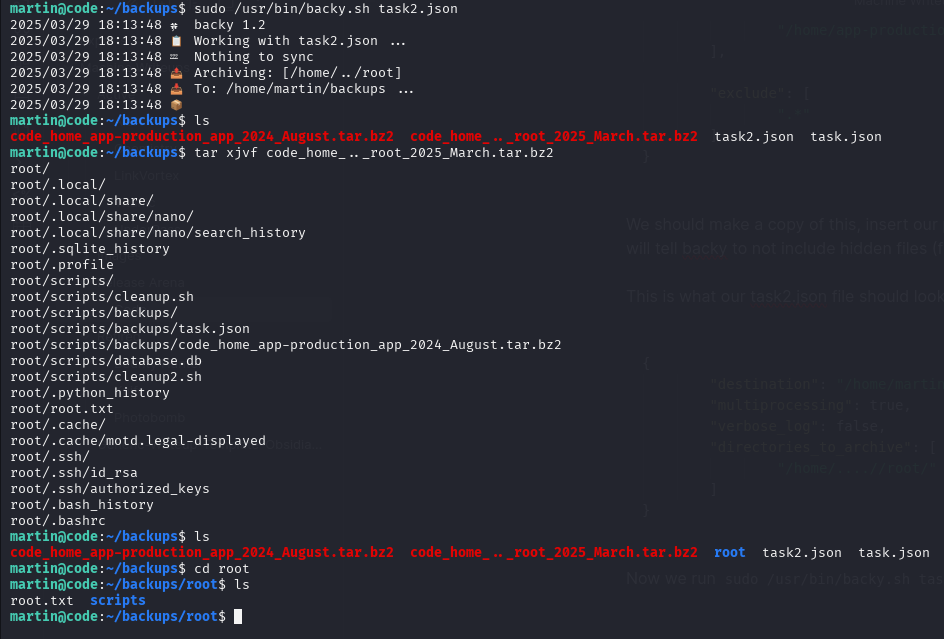 martin@code:~/backups$ sudo /usr/bin/backy.sh task2.json
2025/03/29 18:13:48 🍀 backy 1.2
2025/03/29 18:13:48 📋 Working with task2.json ...
2025/03/29 18:13:48 💤 Nothing to sync
2025/03/29 18:13:48 📤 Archiving: [/home/../root]
2025/03/29 18:13:48 📥 To: /home/martin/backups ...
2025/03/29 18:13:48 📦
martin@code:~/backups$ ls
code_home_app-production_app_2024_August.tar.bz2  code_home_.._root_2025_March.tar.bz2  task2.json  task.json
martin@code:~/backups$ tar xjvf code_home_.._root_2025_March.tar.bz2
root/
root/.local/
root/.local/share/
root/.local/share/nano/
root/.local/share/nano/search_history
root/.sqlite_history
root/.profile
root/scripts/
root/scripts/cleanup.sh
root/scripts/backups/
root/scripts/backups/task.json
root/scripts/backups/code_home_app-production_app_2024_August.tar.bz2
root/scripts/database.db
root/scripts/cleanup2.sh
root/.python_history
root/root.txt
root/.cache/
root/.cache/motd.legal-displayed
root/.ssh/
root/.ssh/id_rsa
root/.ssh/authorized_keys
root/.bash_history
root/.bashrc
martin@code:~/backups$ ls
code_home_app-production_app_2024_August.tar.bz2  code_home_.._root_2025_March.tar.bz2  root  task2.json  task.json
martin@code:~/backups$ cd root
martin@code:~/backups/root$ ls
root.txt  scripts
martin@code:~/backups/root$
"/home/app-producti
],
"exclude": [
We should make a copy of this, insert our
will tell backy to not include hidden files (
This is what our task2.json file should look
{
"destination": "/home/martin
"multiprocessing": true,
"verbose_log": false,
"directories_to_archive": [
]
}
Now we run sudo /usr/bin/backy.sh tas
Photobomb